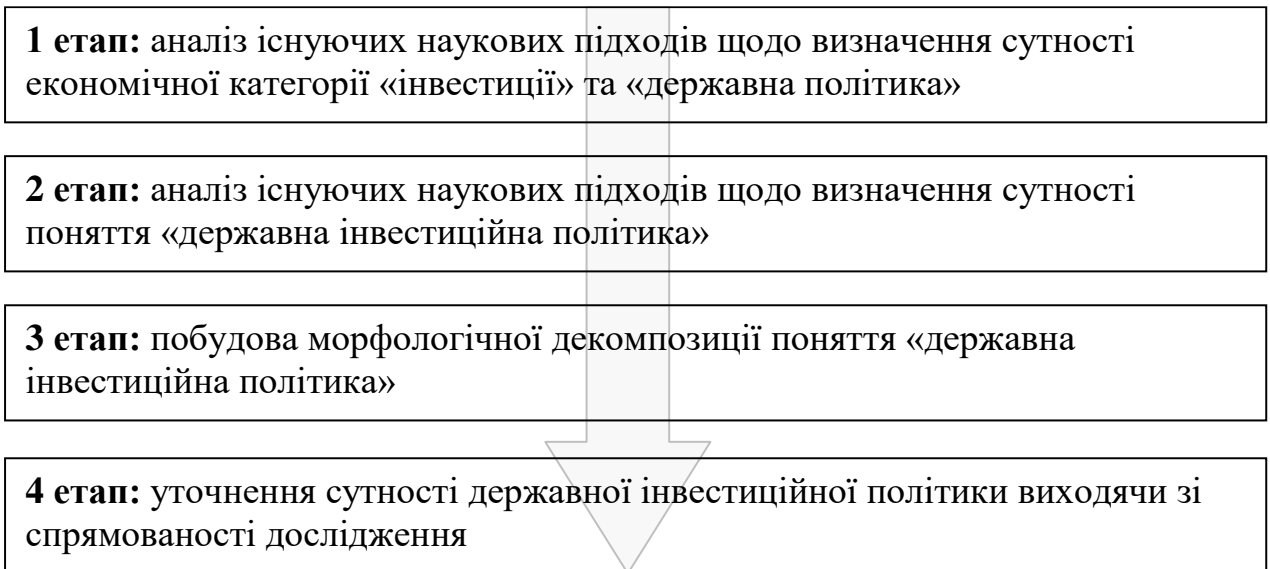 1 етап: аналіз існуючих наукових підходів щодо визначення сутності
економічної категорії «інвестиції» та «державна політика»
2 етап: аналіз існуючих наукових підходів щодо визначення сутності
поняття «державна інвестиційна політика»
3 етап: побудова морфологічної декомпозиції поняття «державна
інвестиційна політика»
4 етап: уточнення сутності державної інвестиційної політики виходячи зі
спрямованості дослідження